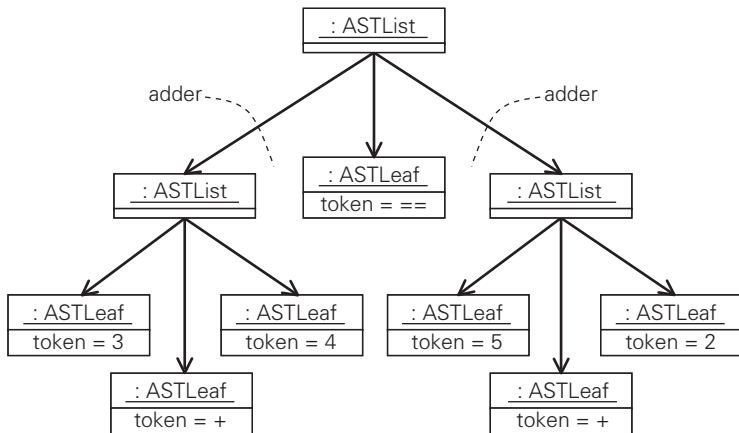 : ASTList
adder
adder
: ASTList
: ASTLeaf
token = ==
: ASTList
: ASTLeaf
token = 3
: ASTLeaf
token = 4
: ASTLeaf
token = 5
: ASTLeaf
token = 2
: ASTLeaf
token = +
: ASTLeaf
token = +